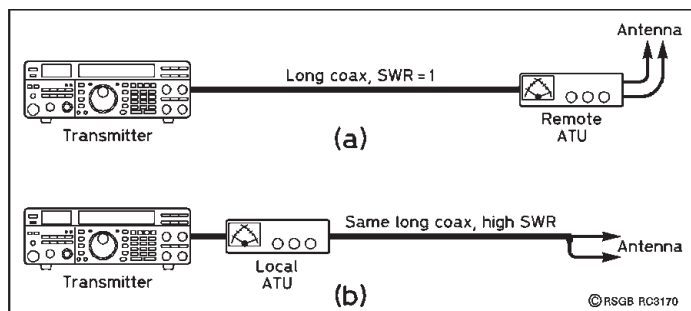 Antenna
Long coax, SWR = 1
Transmitter
Remote
ATU
(a)
Same long coax, high SWR
Antenna
Transmitter
Local
ATU
(b)
©RSGB RC3170